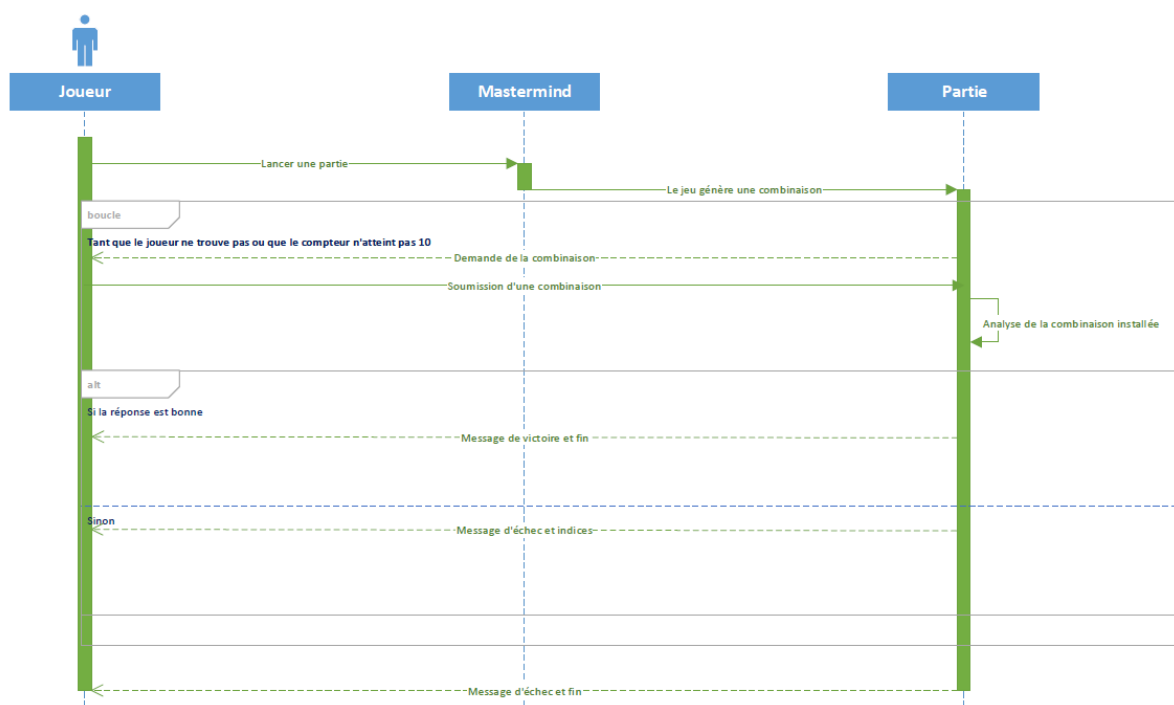 Joueur
Mastermind
Partie
Lancer une partie
Le jeu génère une combinaison
boucle
Tant que le joueur ne trouve pas ou que le compteur n'atteint pas 10
Demande de la combinaison
Soumission d'une combinaison
Analyse de la combinaison installée
alt
Si la réponse est bonne
Message de victoire et fin
Sinon
Message d'échec et indices
Message d'échec et fin